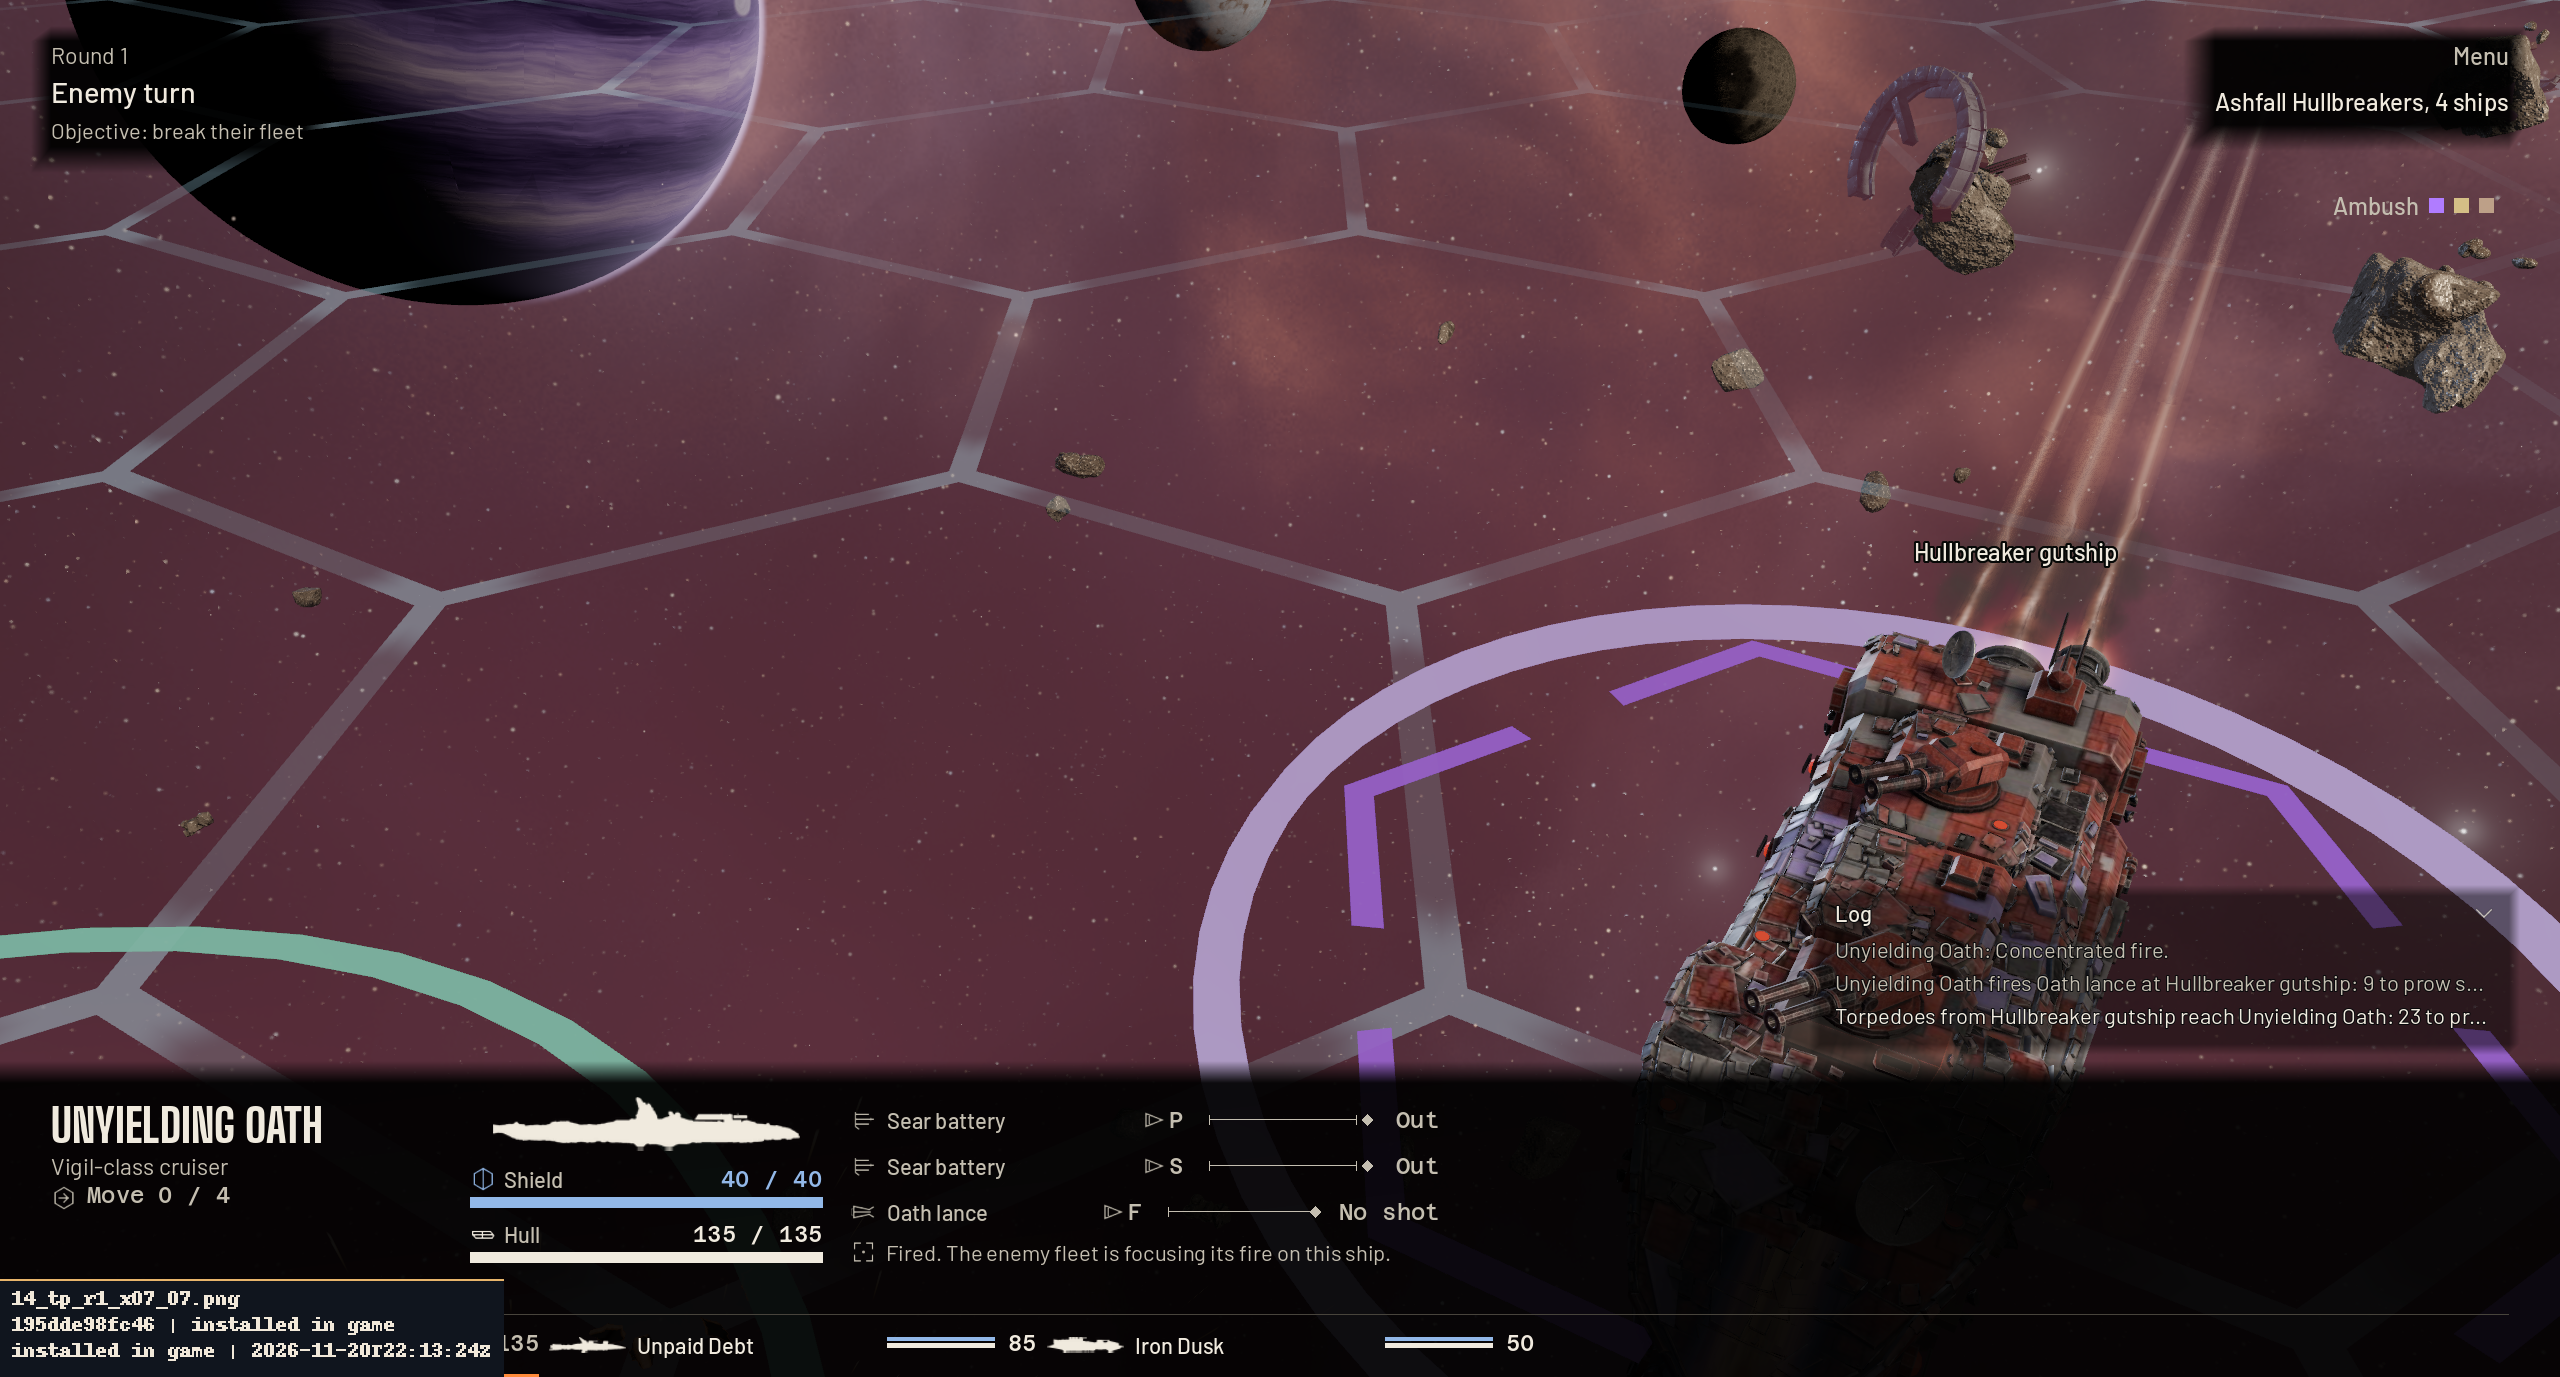 Round 1
Enemy turn
Objective: break their fleet
Menu
Ashfall Hullbreakers, 4 ships
Ambush
Hullbreaker gutship
Log
Unyielding Oath: Concentrated fire.
Unyielding Oath fires Oath lance at Hullbreaker gutship: 9 to prow s...
Torpedoes from Hullbreaker gutship reach Unyielding Oath: 23 to pr...
UNYIELDING OATH
Vigil-class cruiser
Move 0 / 4
Shield 40 / 40
Hull 135 / 135
Sear battery P Out
Sear battery S Out
Oath lance F No shot
Fired. The enemy fleet is focusing its fire on this ship.
14_tp_r1_x07_07.png
195dde98fc46 | installed in game
installed in game | 2026-11-20T22:13:24Z
135 Unpaid Debt 85 Iron Dusk 50